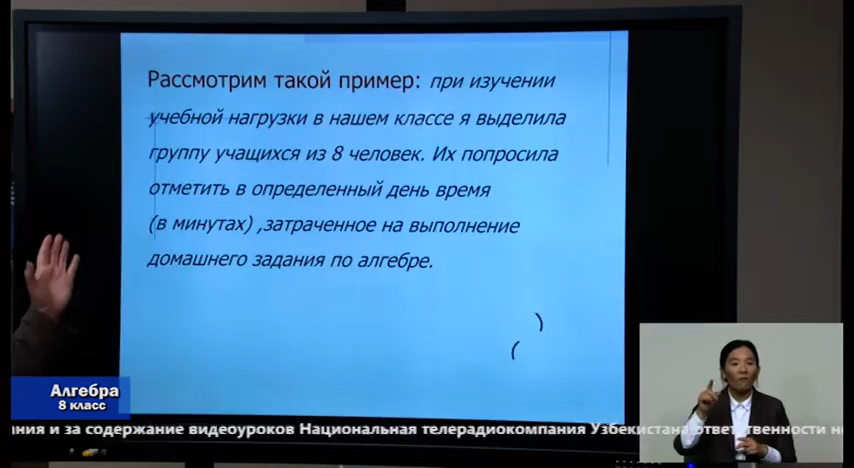 Рассмотрим такой пример: при изучении
учебной нагрузки в нашем классе я выделила
группу учащихся из 8 человек. Их попросила
отметить в определенный день время
(в минутах) ,затраченное на выполнение
домашнего задания по алгебре.
Алгебра
8 класс
и за содержание видеоуроков Национальная телерадиокомпания Узбекистана ответственности